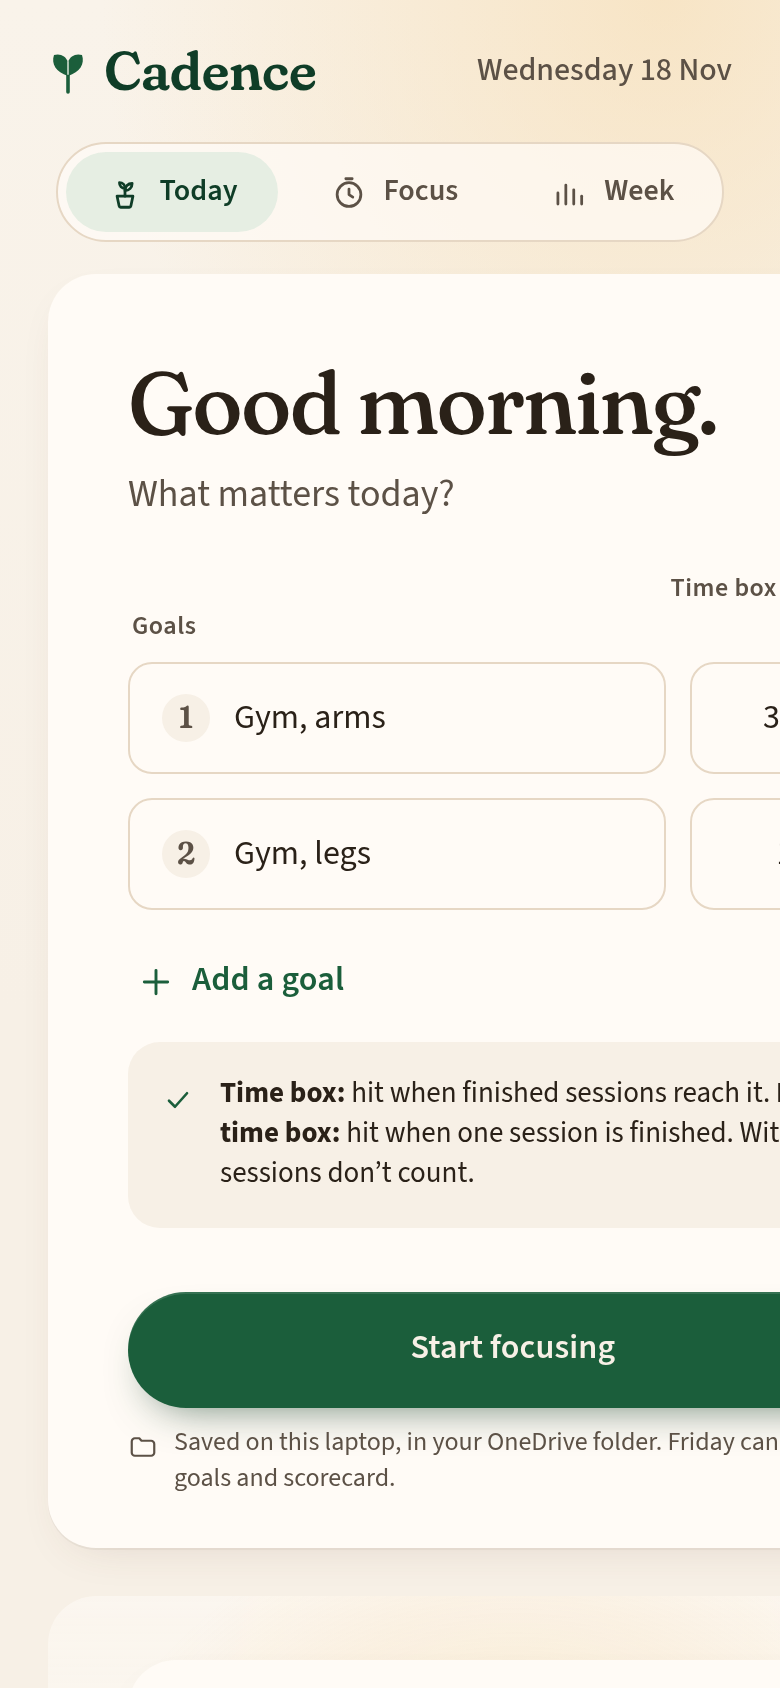 Cadence
Wednesday 18 Nov
Today
Focus
Week
Good morning.
What matters today?
Time box
Goals
1 Gym, arms
3
2 Gym, legs
Add a goal
Time box: hit when finished sessions reach it.
time box: hit when one session is finished.
sessions don’t count.
Start focusing
Saved on this laptop, in your OneDrive folder. Friday can
goals and scorecard.